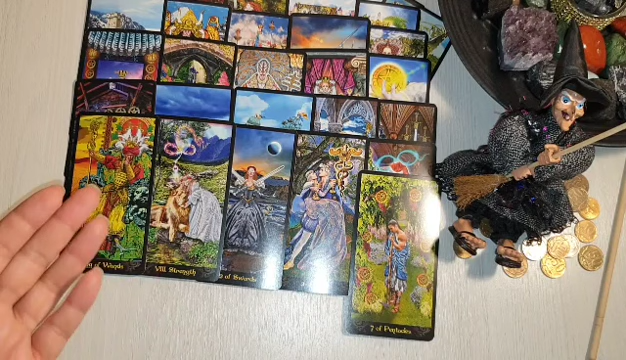 of Wands
VIII Strength
of Swords
7 of Pentacles